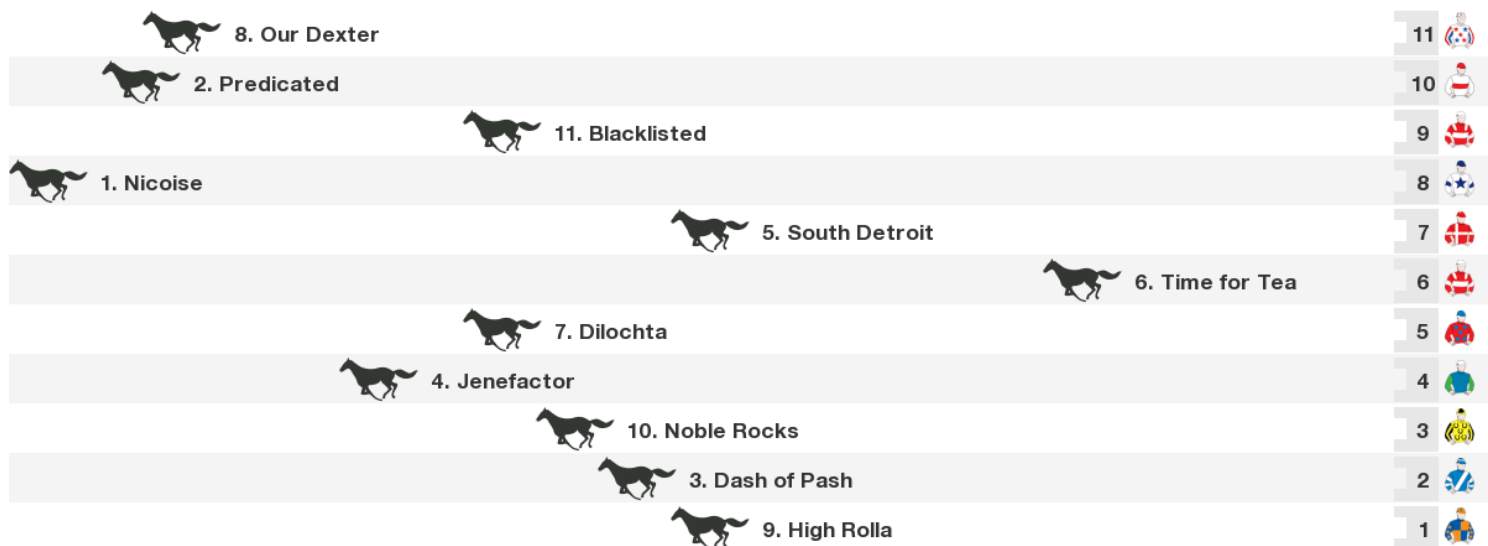 8. Our Dexter 11
2. Predicated 10
11. Blacklisted 9
1. Nicoise 8
5. South Detroit 7
6. Time for Tea 6
7. Dilochta 5
4. Jenefactor 4
10. Noble Rocks 3
3. Dash of Pash 2
9. High Rolla 1